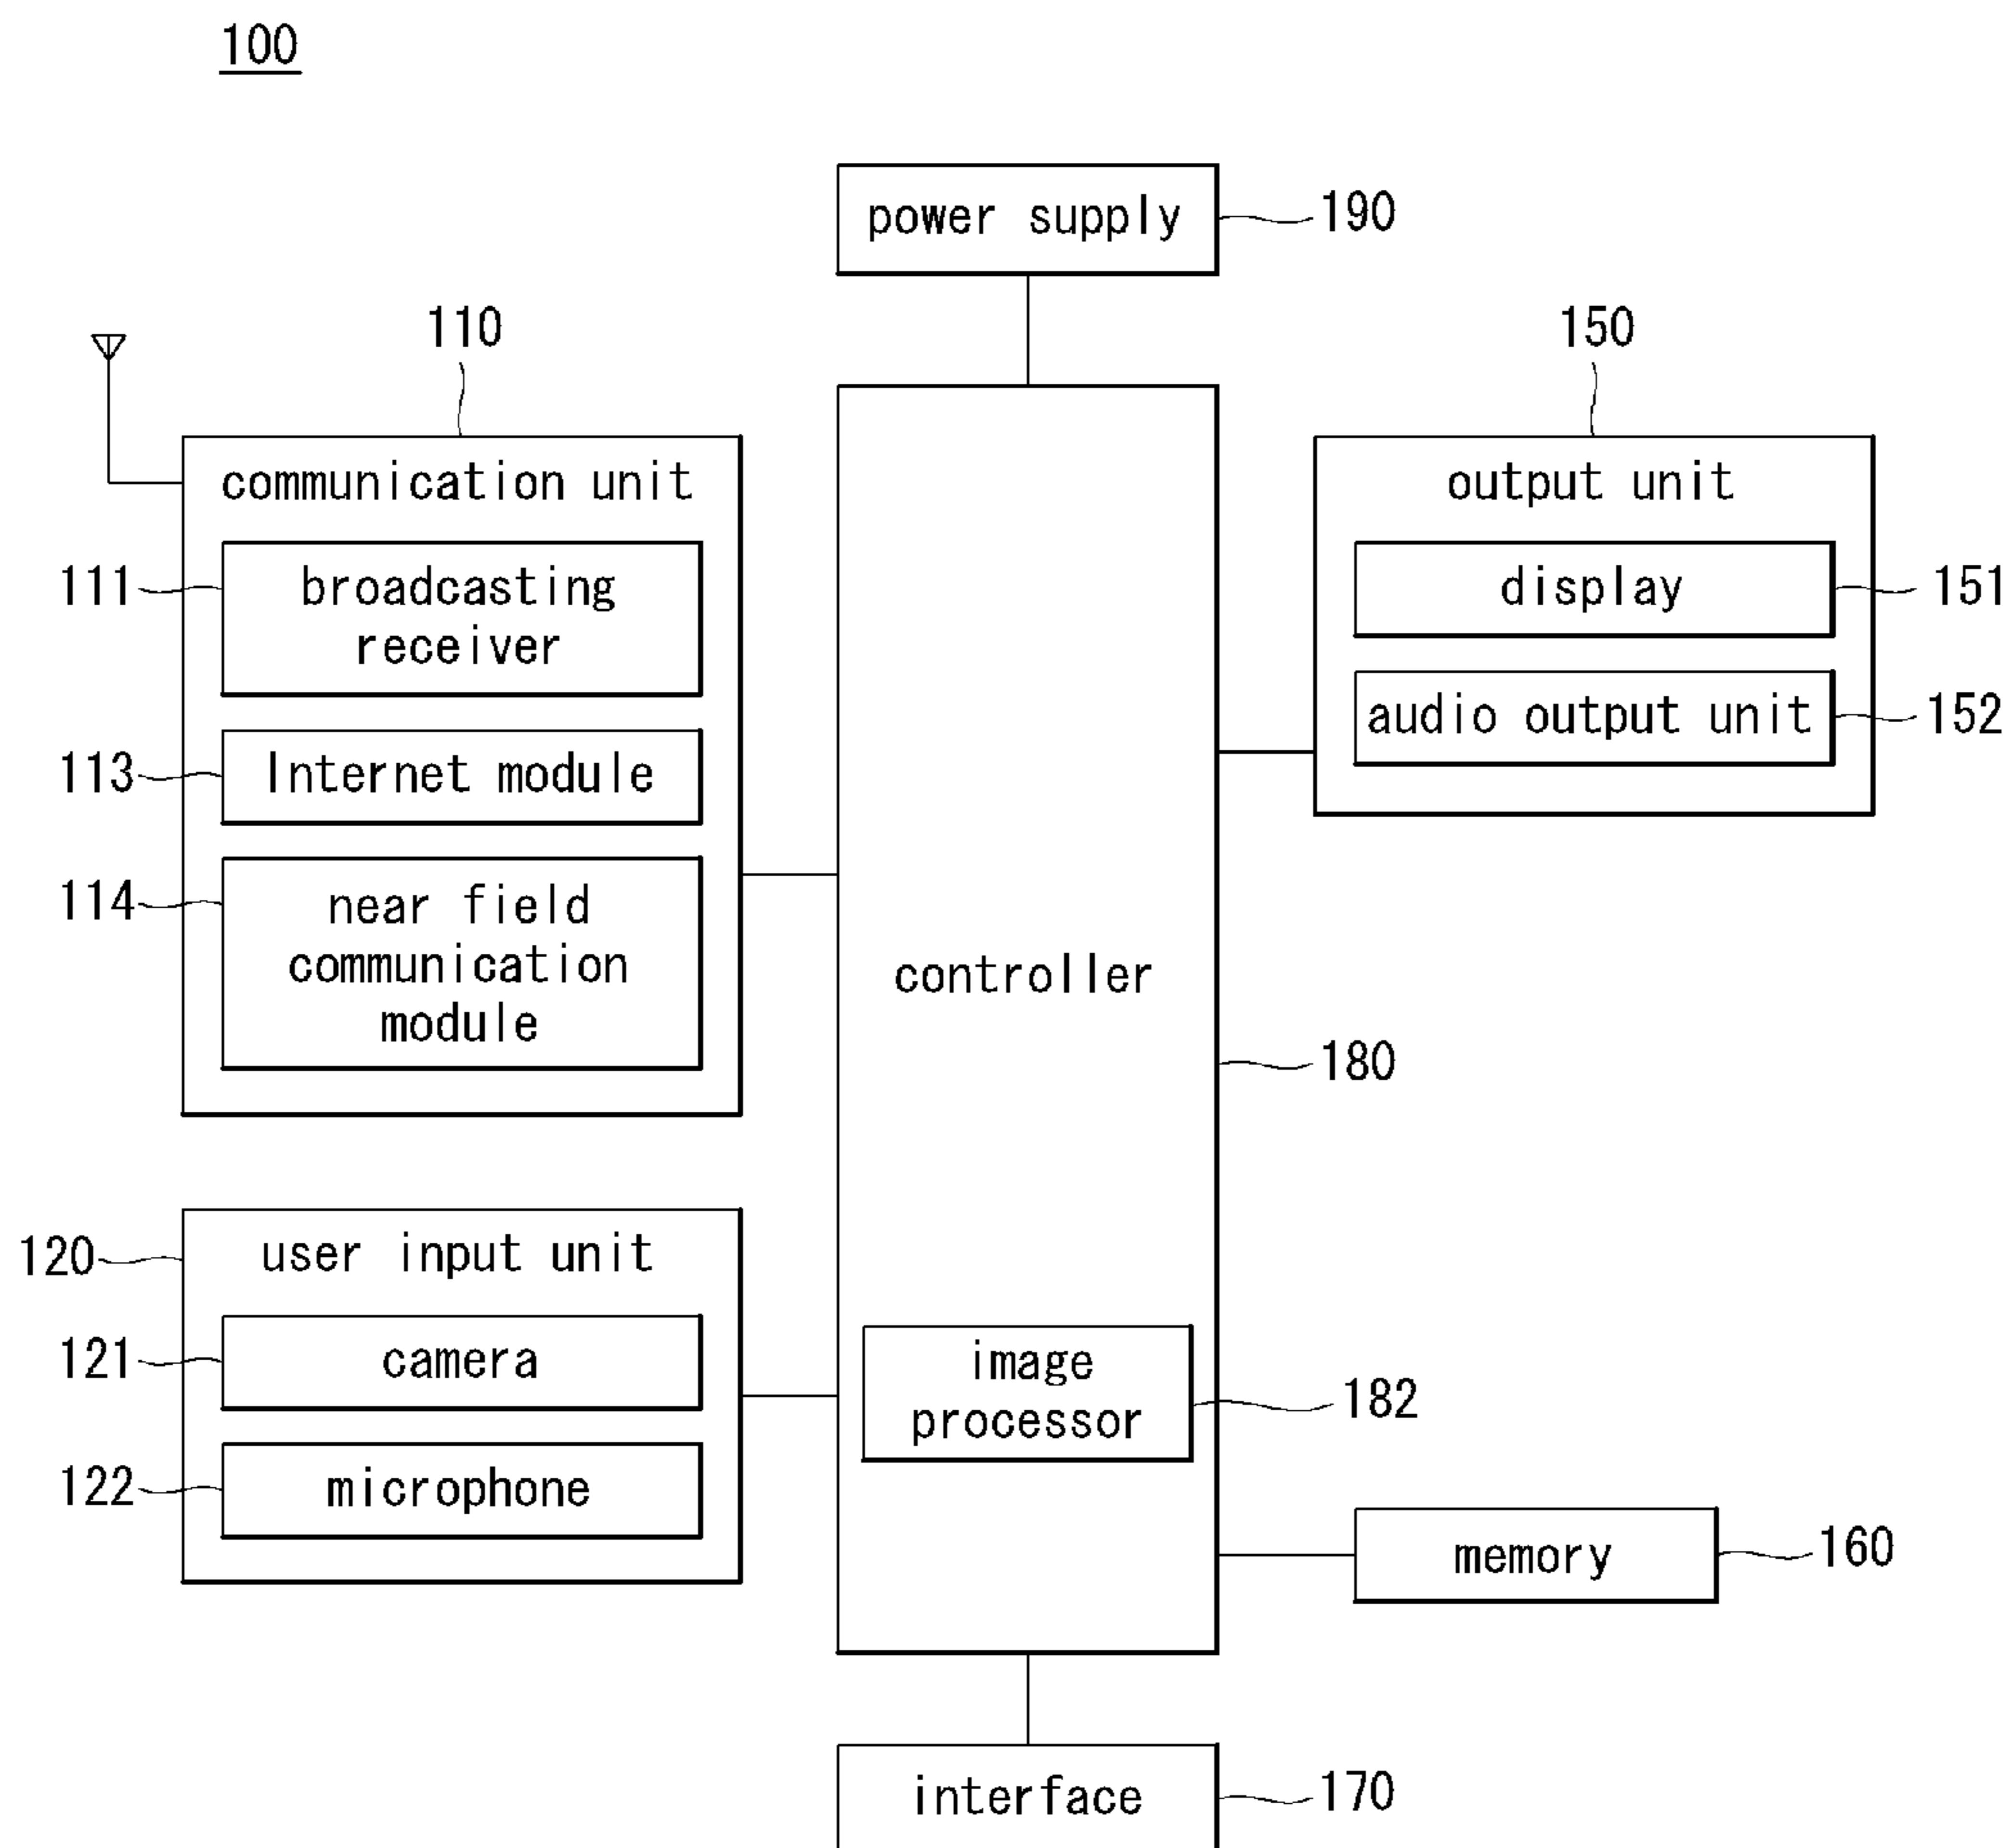 100
power supply
190
110
150
communication unit
output unit
111
broadcasting
receiver
display
151
audio output unit
152
113
Internet module
114
near field
communication
module
controller
180
120
user input unit
121
camera
image
processor
182
122
microphone
memory
160
interface
170